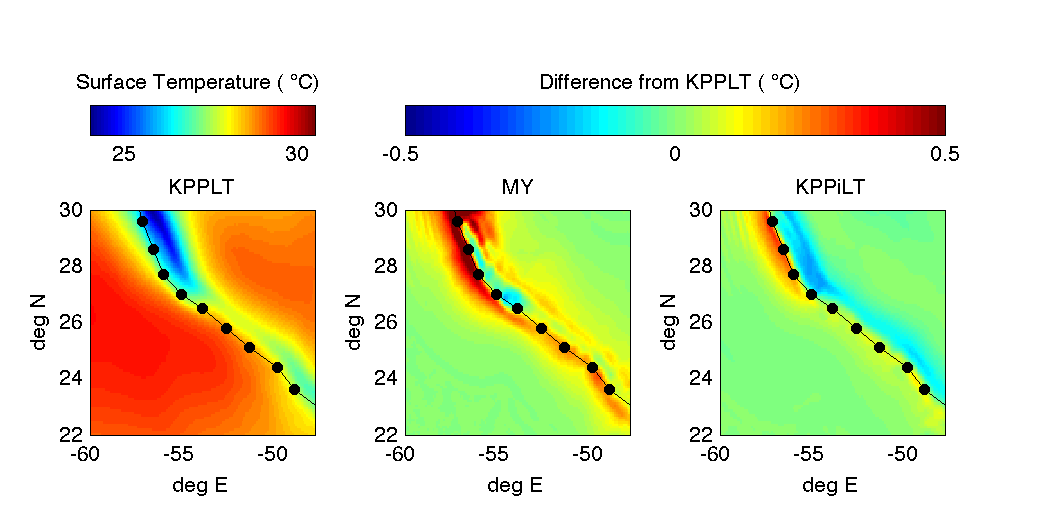 Surface Temperature ( °C)
Difference from KPPLT ( °C)
25 30
-0.5 0 0.5
KPPLT
MY
KPPiLT
30
28
26
24
22
deg N
-60 -55 -50
deg E
30
28
26
24
22
deg N
-60 -55 -50
deg E
30
28
26
24
22
deg N
-60 -55 -50
deg E